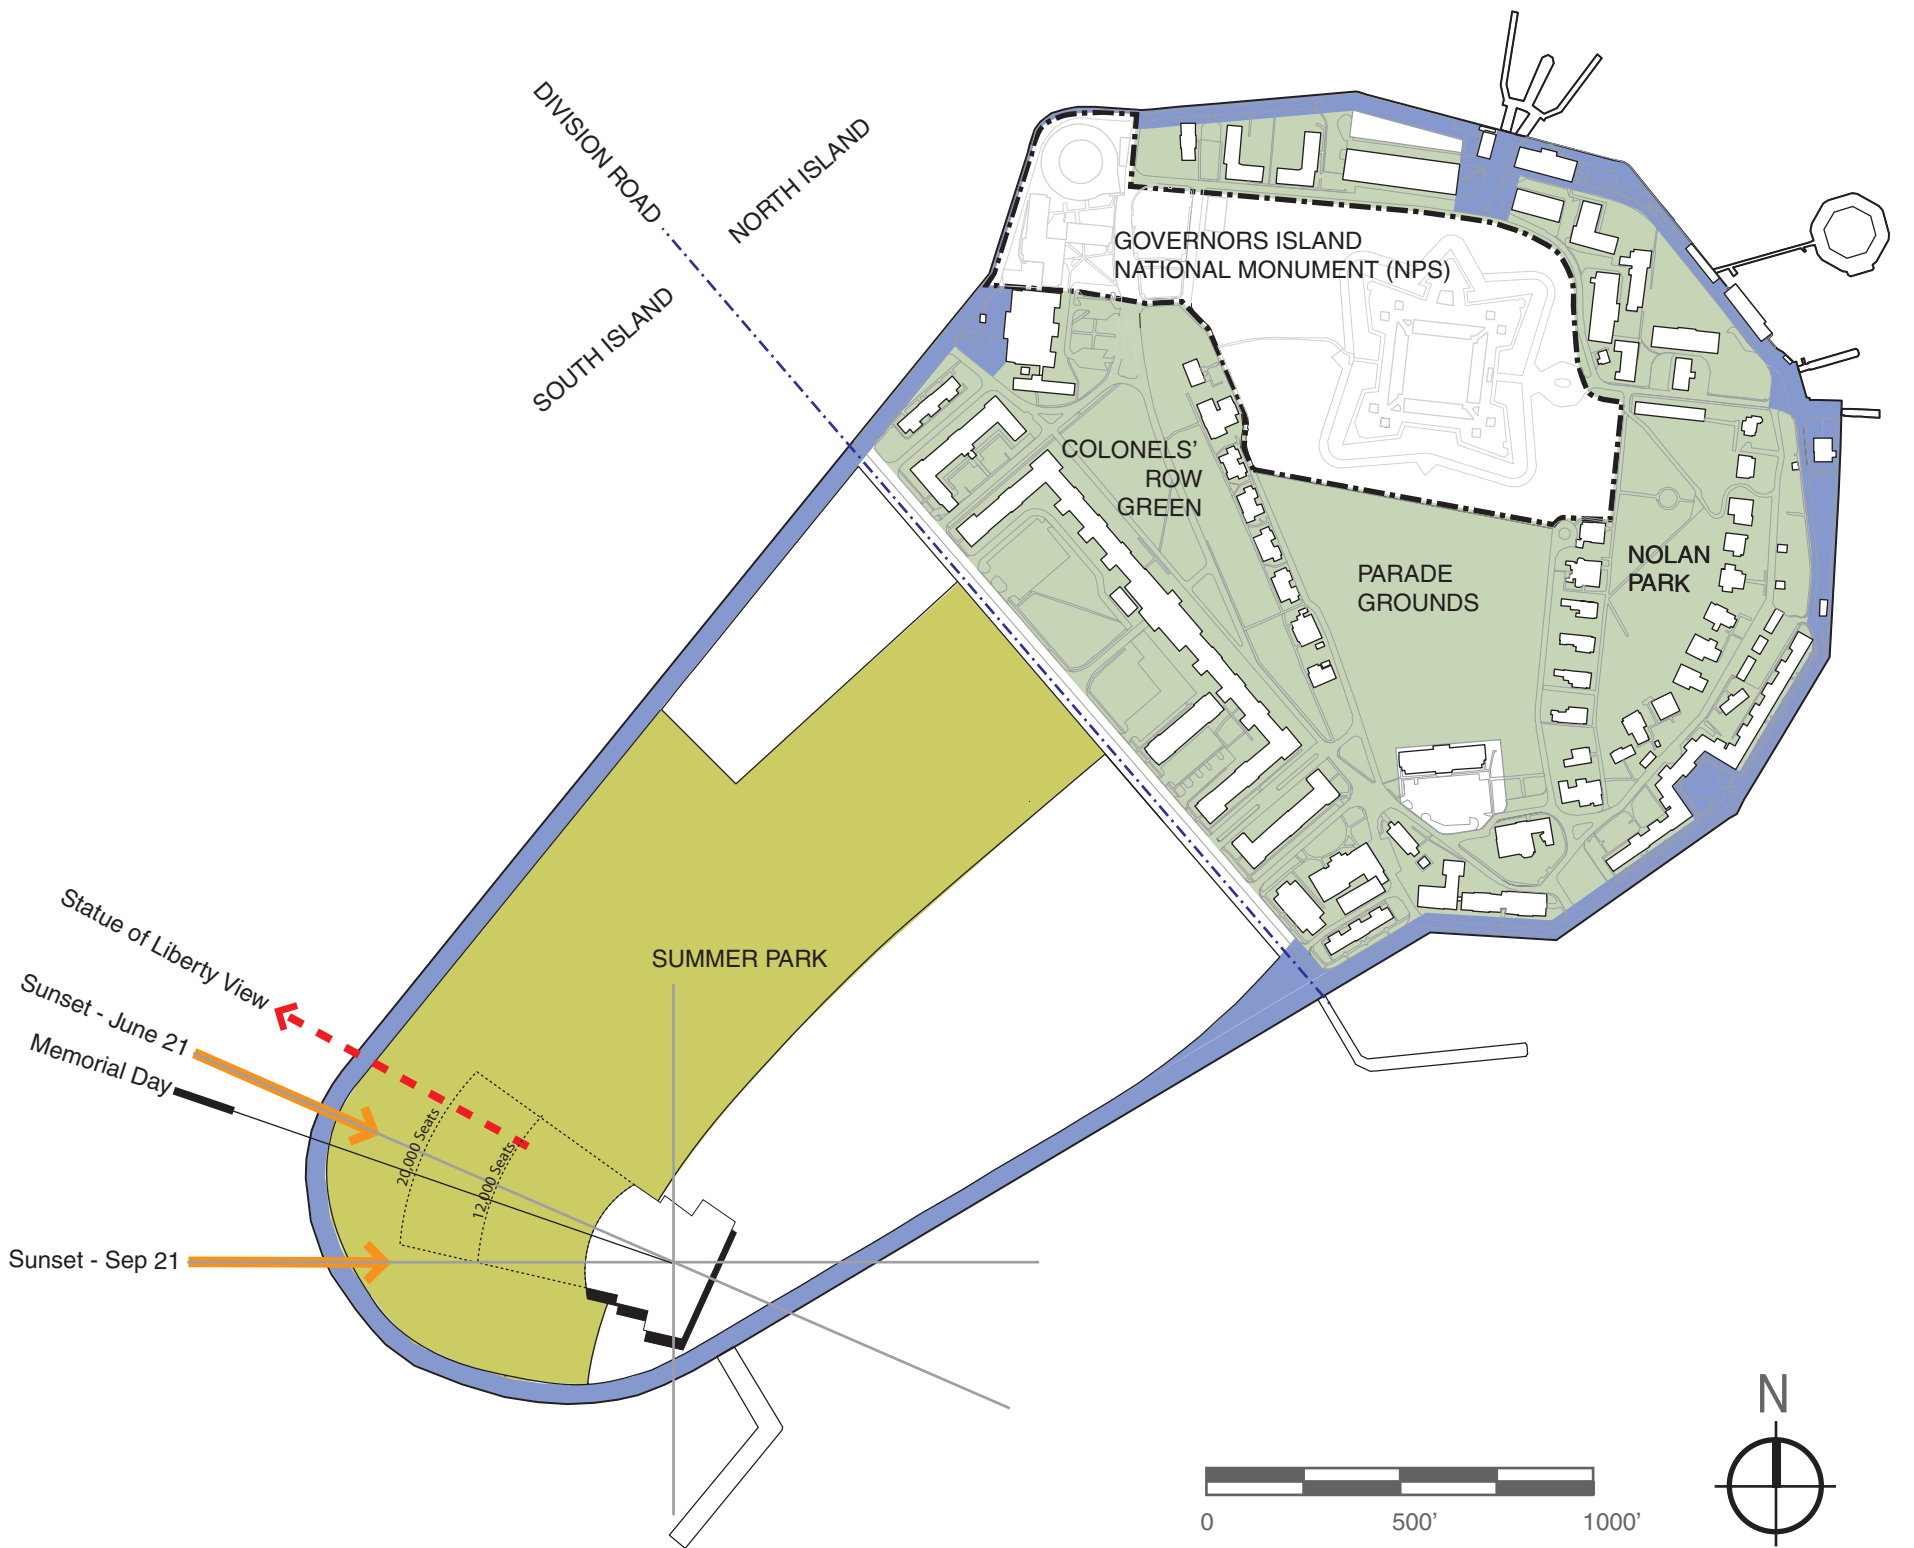 DIVISION ROAD
NORTH ISLAND
SOUTH ISLAND
GOVERNORS ISLAND
NATIONAL MONUMENT (NPS)
COLONELS'
ROW
GREEN
PARADE
GROUNDS
NOLAN
PARK
SUMMER PARK
Statue of Liberty View
Sunset - June 21
Memorial Day
Sunset - Sep 21
20,000 Seats
12,000 Seats
N
0 500' 1000'